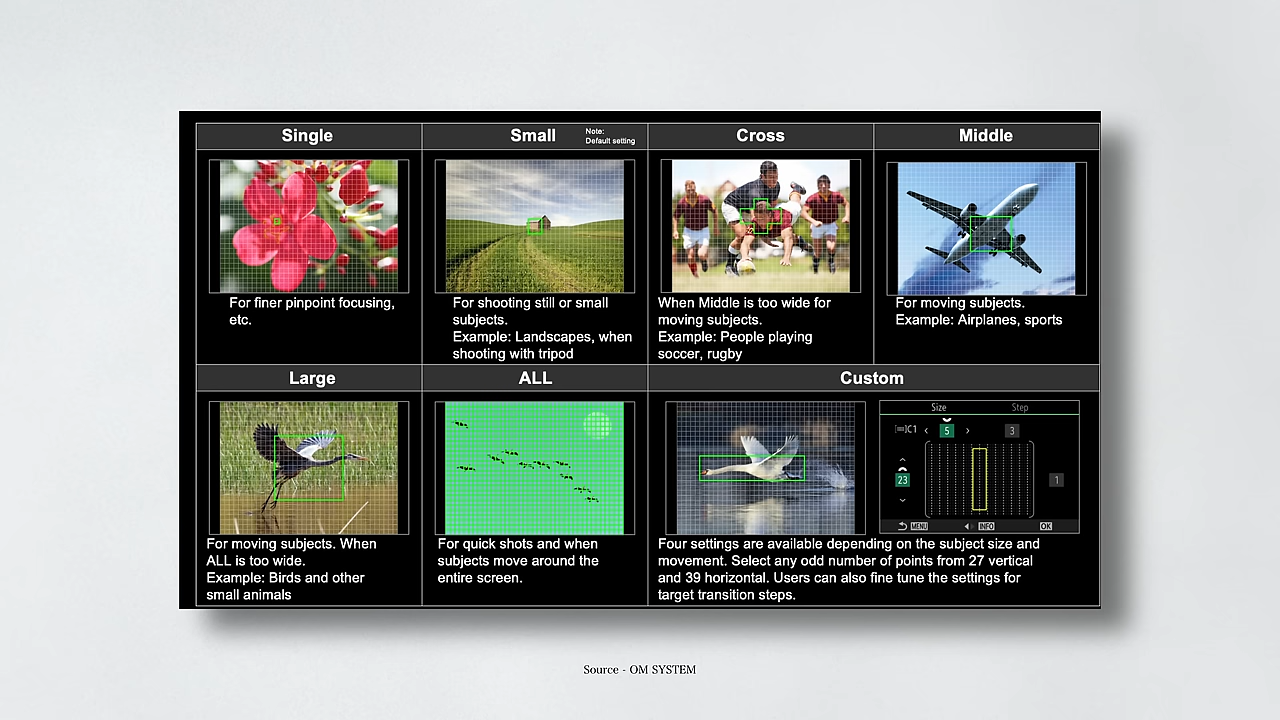 Single
Small
Note:
Default setting
Cross
Middle
For finer pinpoint focusing,
etc.
For shooting still or small
subjects.
Example: Landscapes, when
shooting with tripod
When Middle is too wide for
moving subjects.
Example: People playing
soccer, rugby
For moving subjects.
Example: Airplanes, sports
Large
ALL
Custom
For moving subjects. When
ALL is too wide.
Example: Birds and other
small animals
For quick shots and when
subjects move around the
entire screen.
Size Step
[═]C1 5 3
23 1
MENU INFO OK
Four settings are available depending on the subject size and
movement. Select any odd number of points from 27 vertical
and 39 horizontal. Users can also fine tune the settings for
target transition steps.
Source - OM SYSTEM